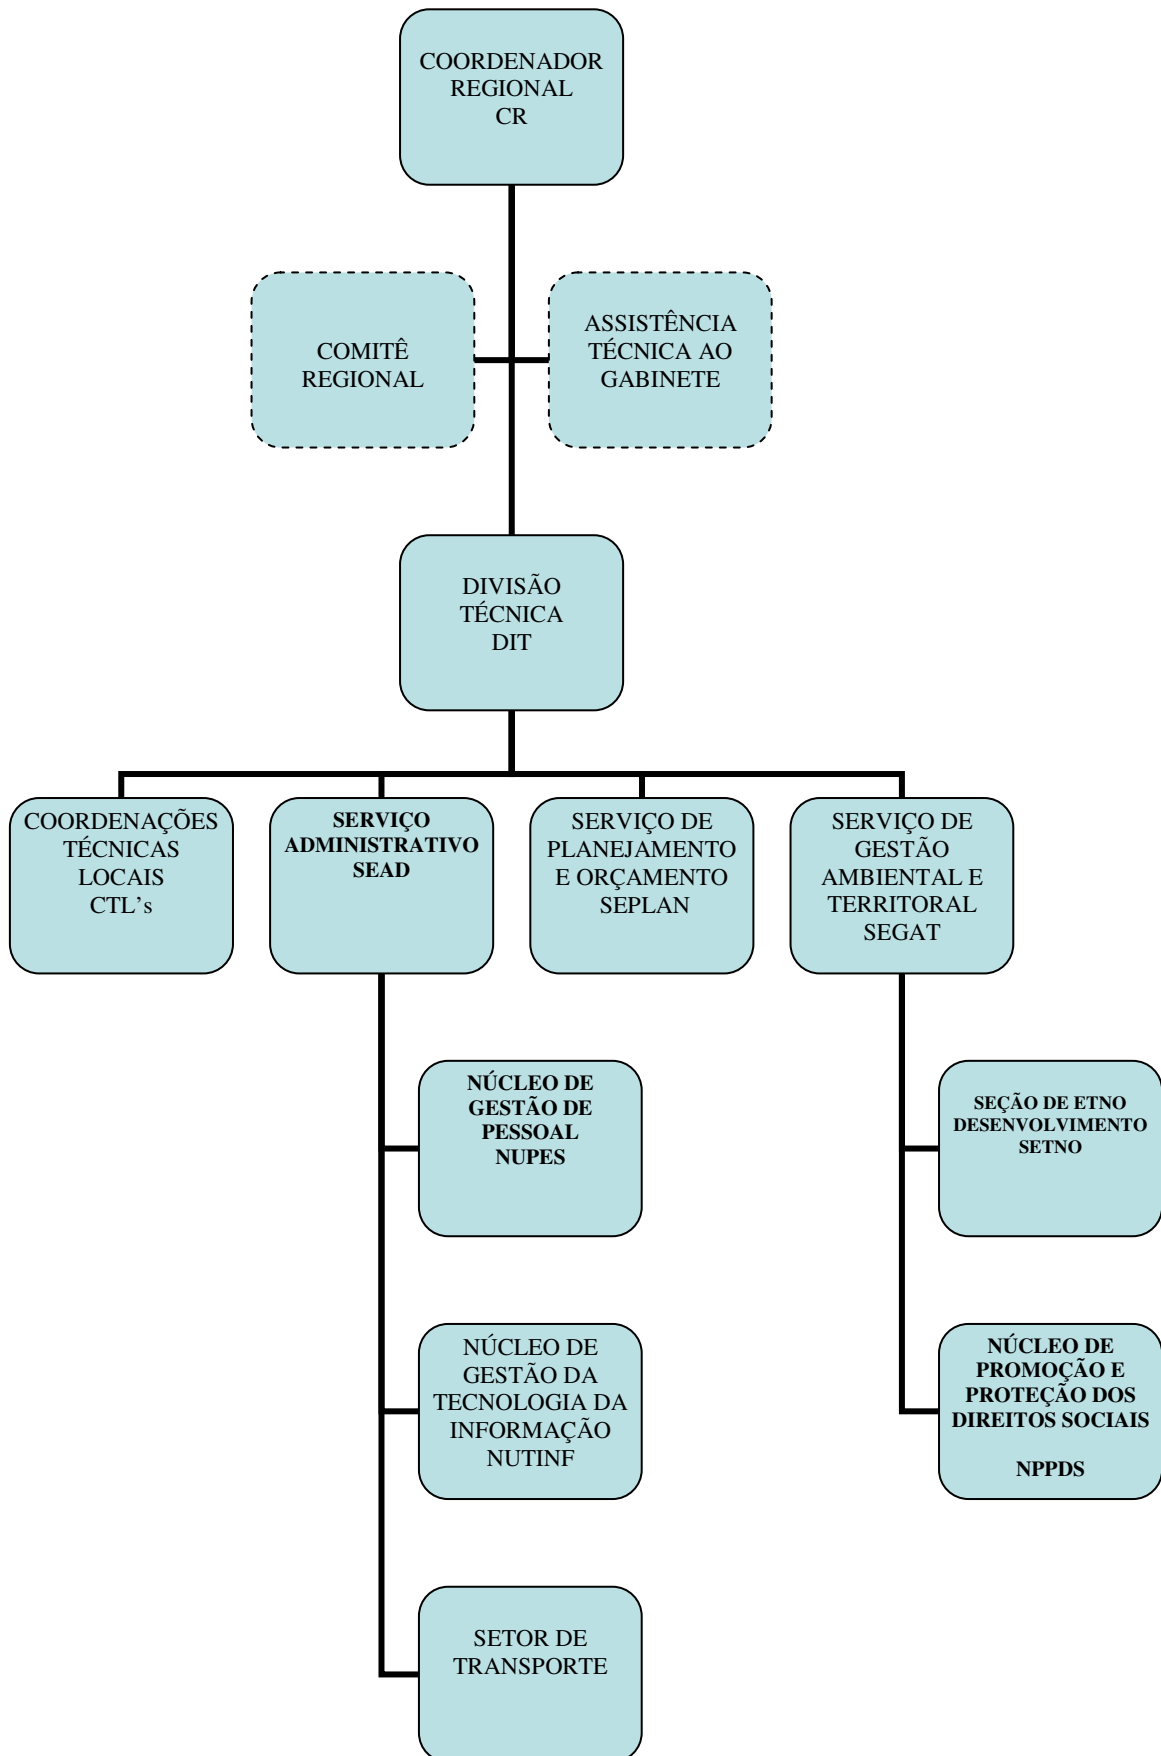 COORDENADOR
REGIONAL
CR
COMITÊ
REGIONAL
ASSISTÊNCIA
TÉCNICA AO
GABINETE
DIVISÃO
TÉCNICA
DIT
COORDENAÇÕES
TÉCNICAS
LOCAIS
CTL’s
SERVIÇO
ADMINISTRATIVO
SEAD
SERVIÇO DE
PLANEJAMENTO
E ORÇAMENTO
SEPLAN
SERVIÇO DE
GESTÃO
AMBIENTAL E
TERRITORAL
SEGAT
NÚCLEO DE
GESTÃO DE
PESSOAL
NUPES
SEÇÃO DE ETNO
DESENVOLVIMENTO
SETNO
NÚCLEO DE
GESTÃO DA
TECNOLOGIA DA
INFORMAÇÃO
NUTINF
NÚCLEO DE
PROMOÇÃO E
PROTEÇÃO DOS
DIREITOS SOCIAIS
NPPDS
SETOR DE
TRANSPORTE